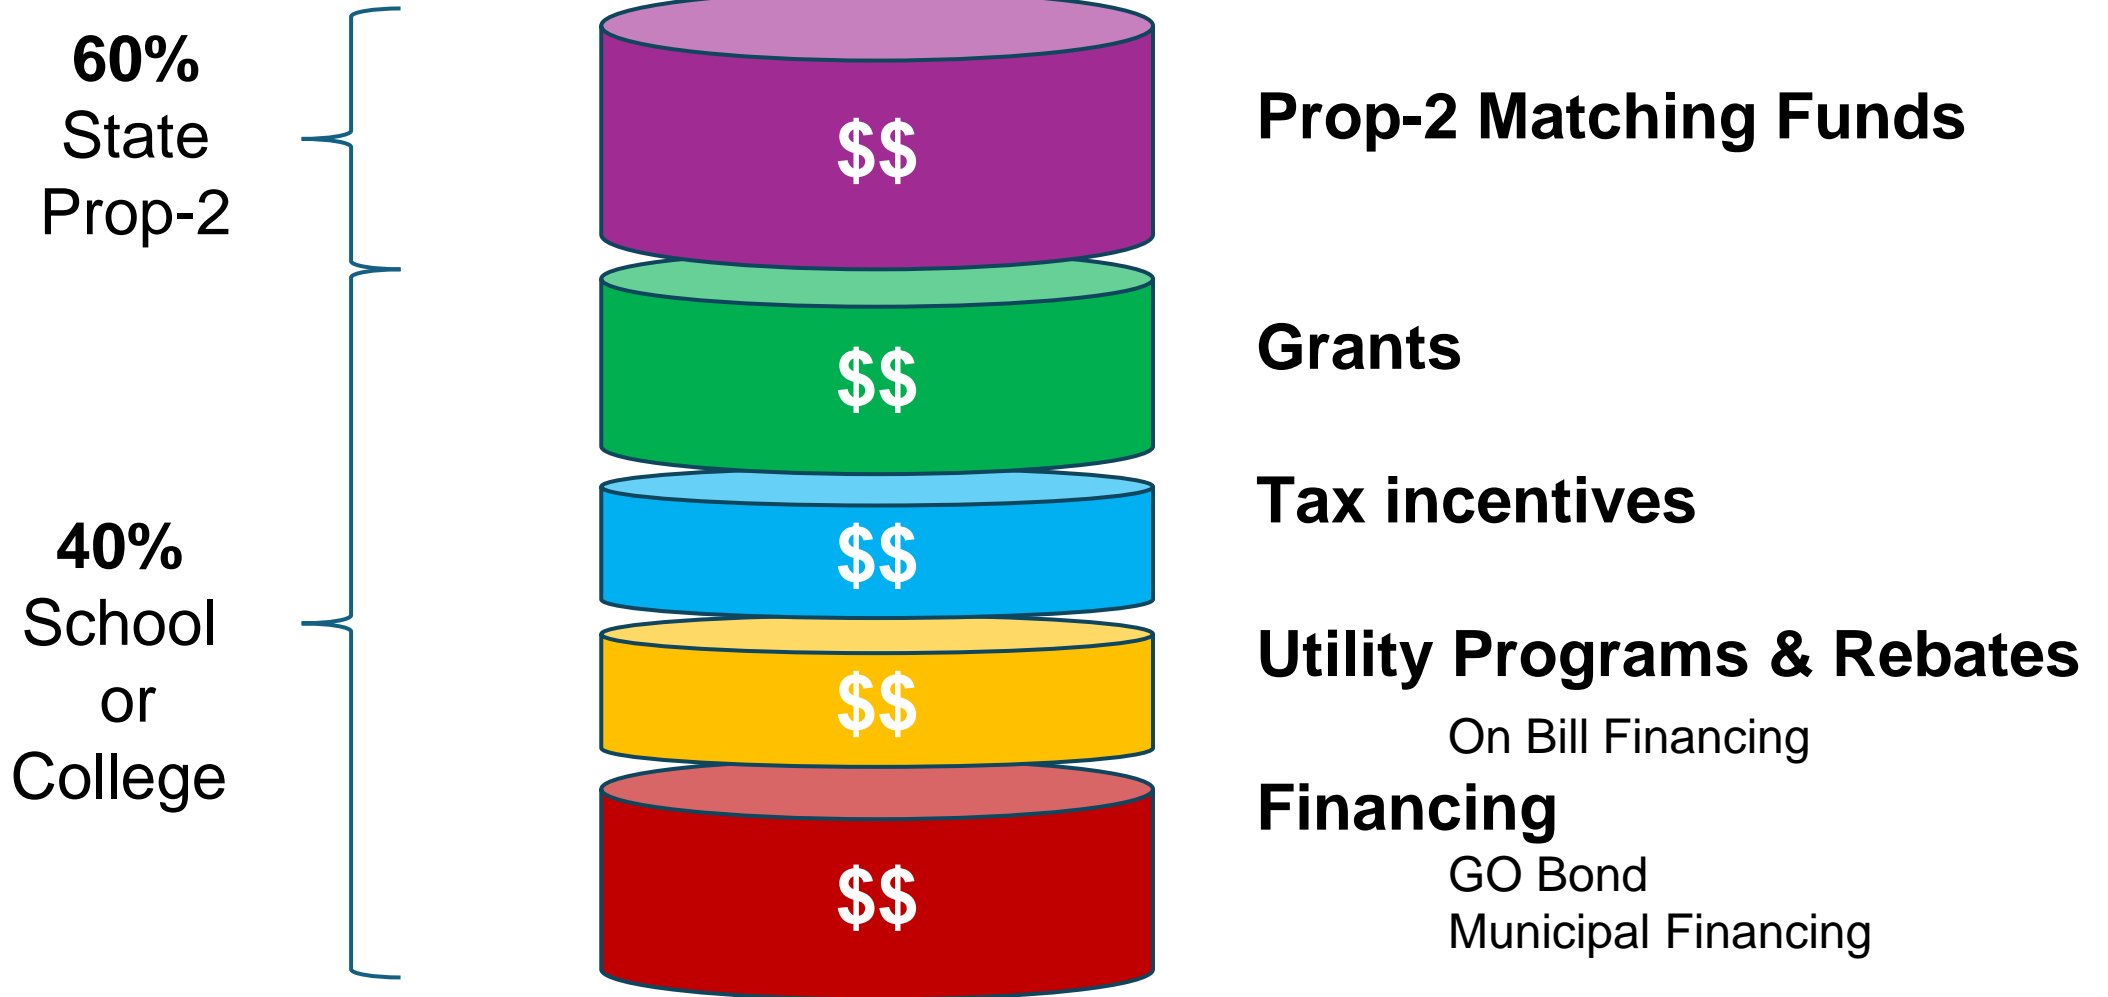 60%
State
Prop-2
40%
School
or
College
$$
$$
$$
$$
$$
Prop-2 Matching Funds
Grants
Tax incentives
Utility Programs & Rebates
On Bill Financing
Financing
GO Bond
Municipal Financing